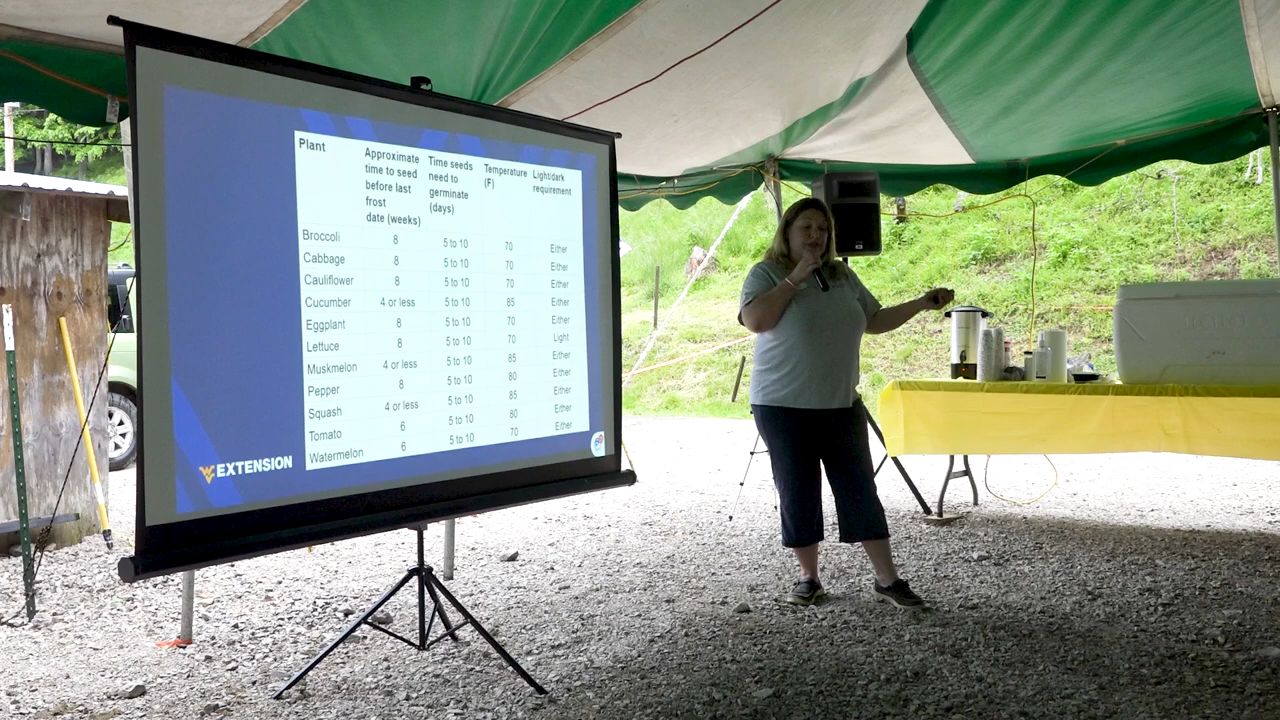 Plant Approximate time to seed before last frost date (weeks) Time seeds need to germinate (days) Temperature (F) Light/dark requirement
Broccoli 8 5 to 10 70 Either
Cabbage 8 5 to 10 70 Either
Cauliflower 8 5 to 10 70 Either
Cucumber 4 or less 5 to 10 85 Either
Eggplant 8 5 to 10 70 Either
Lettuce 8 5 to 10 70 Light
Muskmelon 4 or less 5 to 10 85 Either
Pepper 8 5 to 10 80 Either
Squash 4 or less 5 to 10 85 Either
Tomato 6 5 to 10 80 Either
Watermelon 6 5 to 10 70 Either
EXTENSION